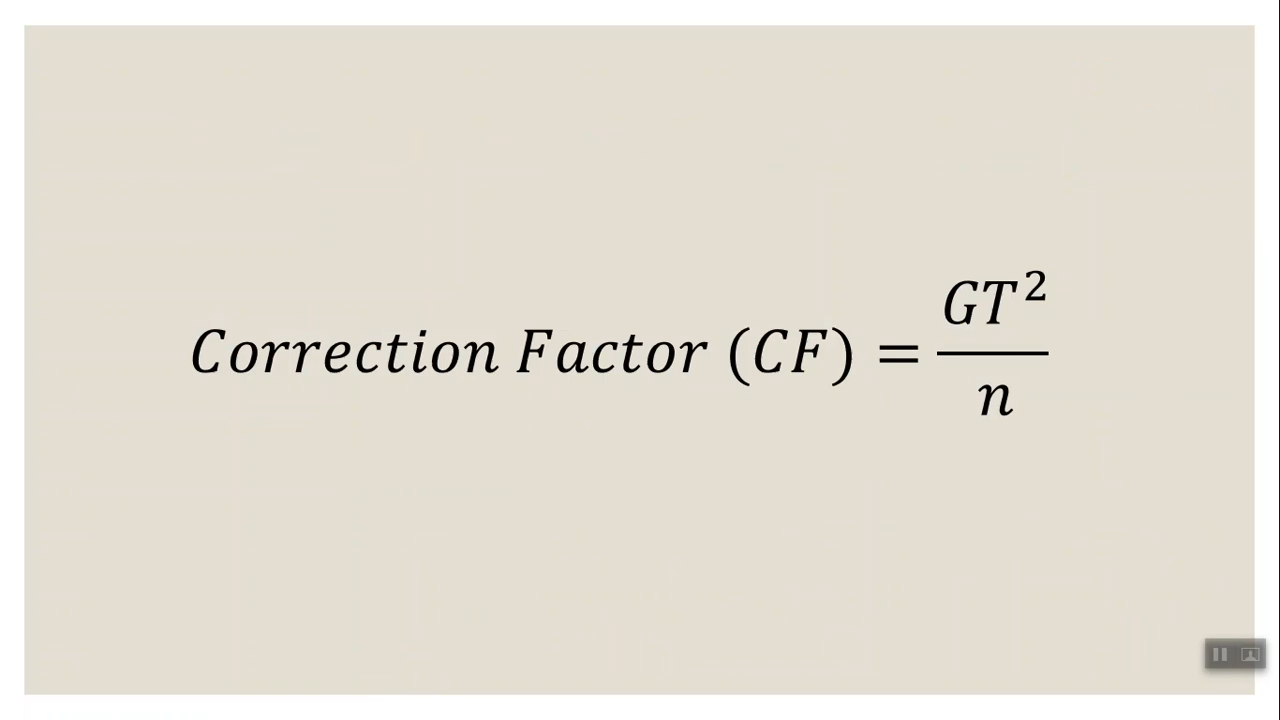 Correction Factor (CF) = GT² / n